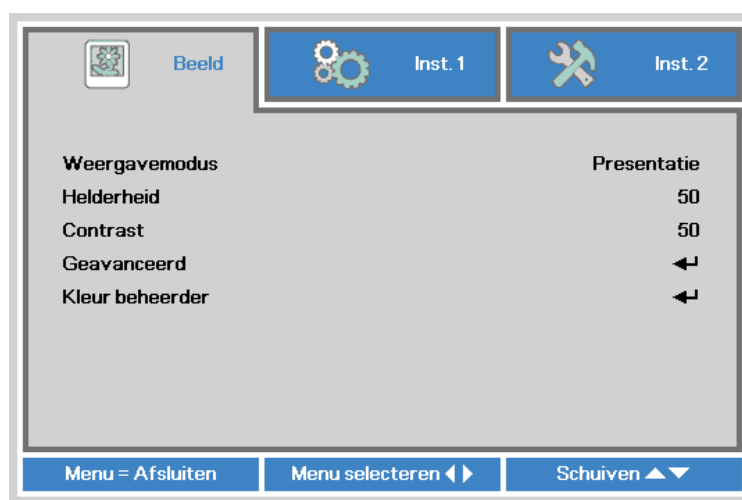 Beeld Inst. 1 Inst. 2
Weergavemodus Presentatie
Helderheid 50
Contrast 50
Geavanceerd
Kleur beheerder
Menu = Afsluiten Menu selecteren Schuiven